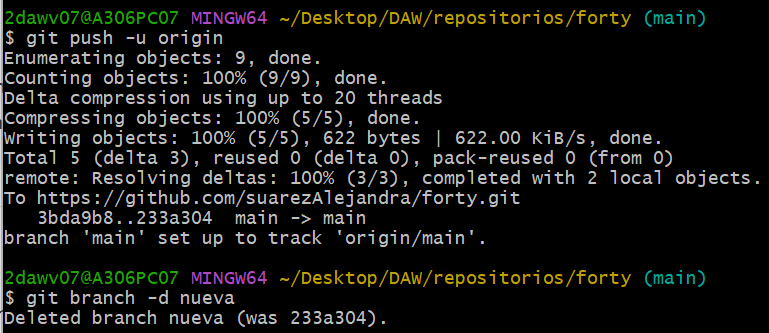 2dawv07@A306PC07 MINGW64 ~/Desktop/DAW/repositorios/forty (main)
$ git push -u origin
Enumerating objects: 9, done.
Counting objects: 100% (9/9), done.
Delta compression using up to 20 threads
Compressing objects: 100% (5/5), done.
Writing objects: 100% (5/5), 622 bytes | 622.00 KiB/s, done.
Total 5 (delta 3), reused 0 (delta 0), pack-reused 0 (from 0)
remote: Resolving deltas: 100% (3/3), completed with 2 local objects.
To https://github.com/suarezAlejandra/forty.git
   3bda9b8..233a304  main -> main
branch 'main' set up to track 'origin/main'.

2dawv07@A306PC07 MINGW64 ~/Desktop/DAW/repositorios/forty (main)
$ git branch -d nueva
Deleted branch nueva (was 233a304).